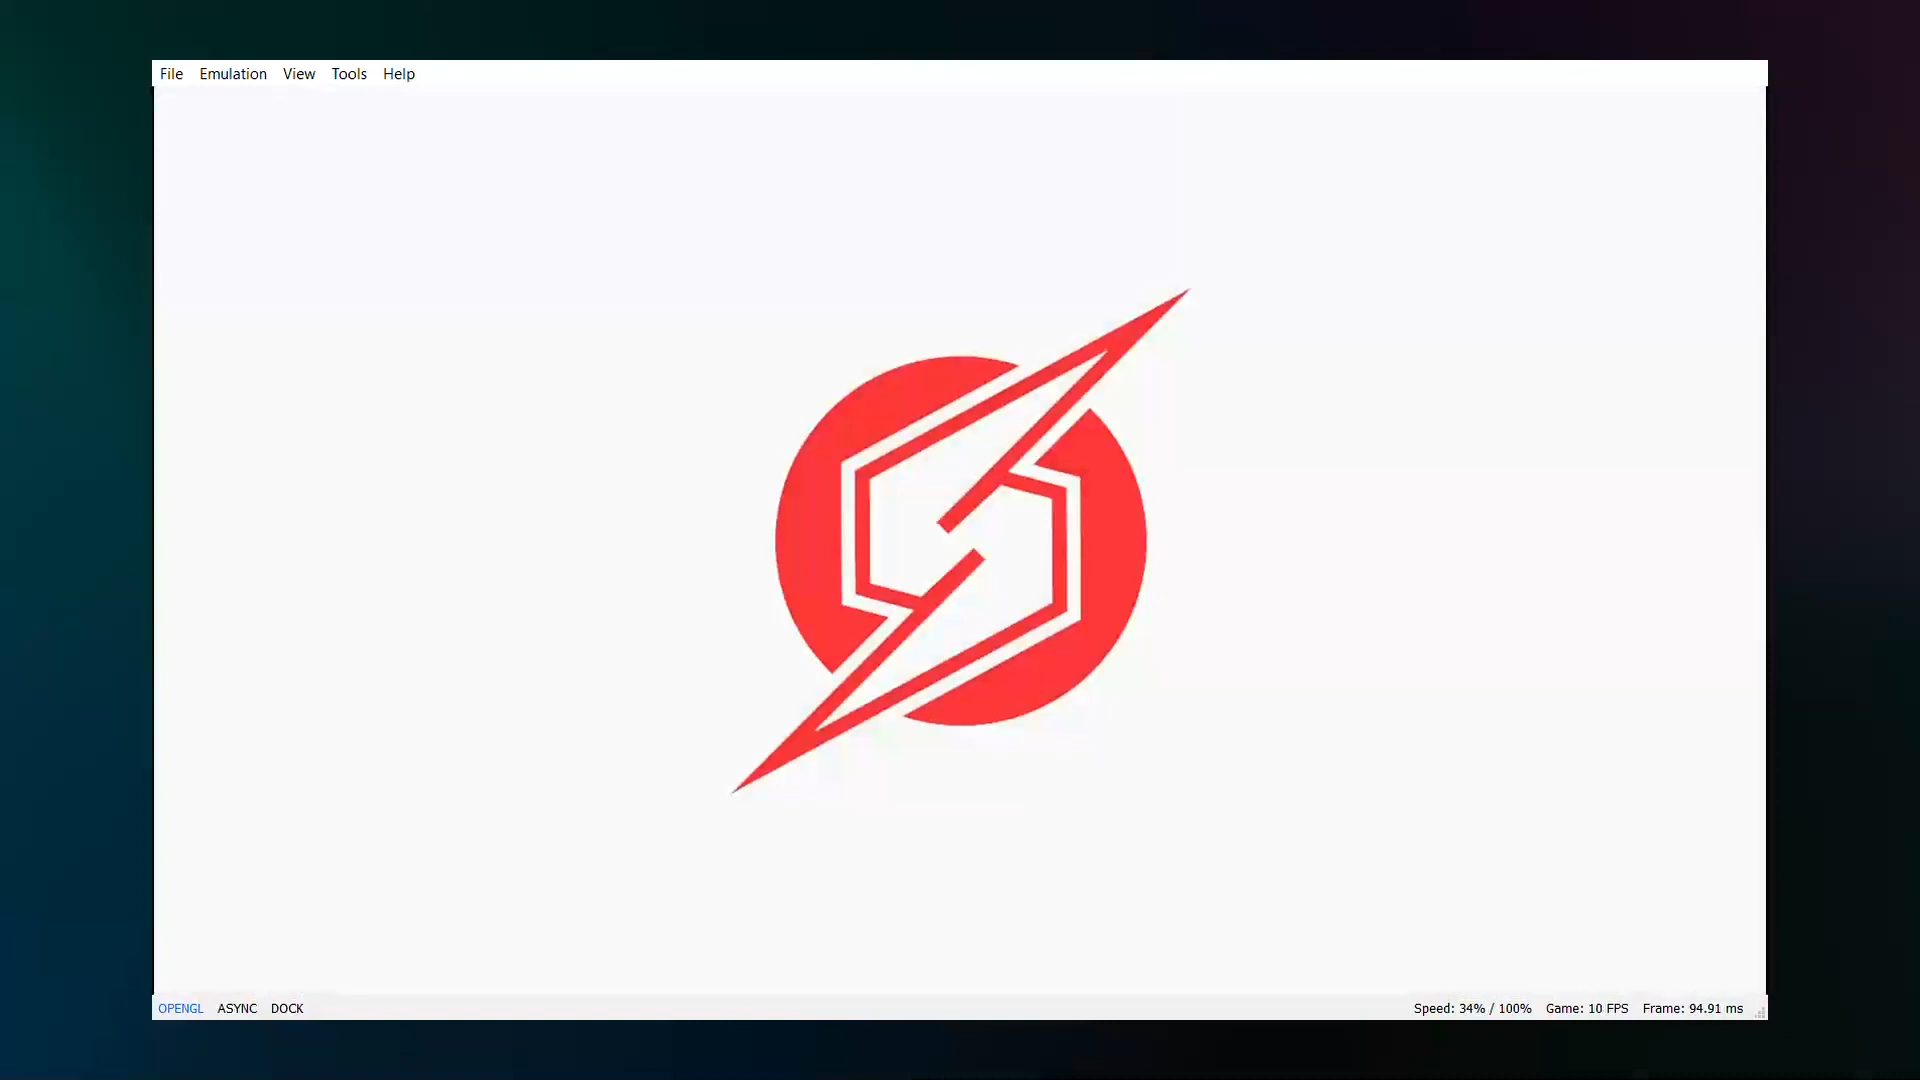 File Emulation View Tools Help
OPENGL ASYNC DOCK Speed: 34% / 100% Game: 10 FPS Frame: 94.91 ms